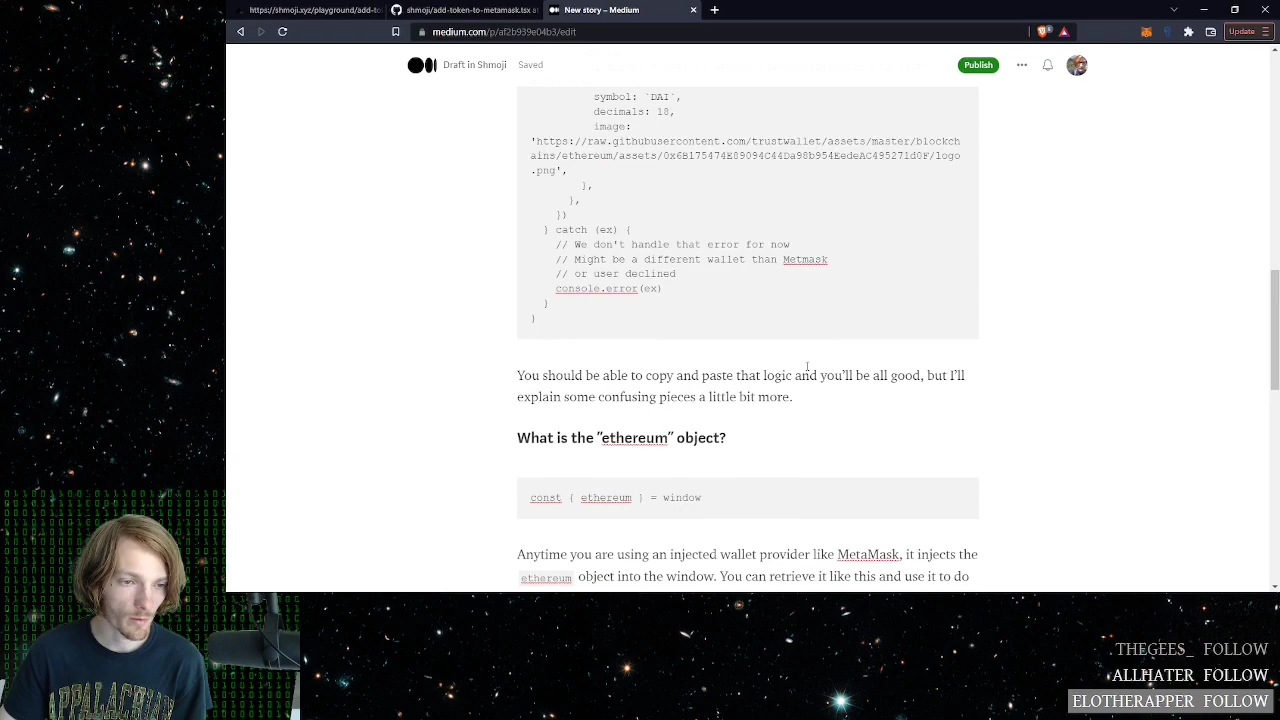 https://shmoji.xyz/playground/add-to
shmoji/add-token-to-metamask.tsx at
New story – Medium
medium.com/p/af2b939e04b3/edit
Update
Draft in Shmoji
Saved
Publish
symbol: `DAI`,
decimals: 18,
image:
'https://raw.githubusercontent.com/trustwallet/assets/master/blockch
ains/ethereum/assets/0x6B175474E89094C44Da98b954EedeAC495271d0F/logo
.png',
},
},
})
} catch (ex) {
// We don't handle that error for now
// Might be a different wallet than Metmask
// or user declined
console.error(ex)
}
}
You should be able to copy and paste that logic and you'll be all good, but I'll
explain some confusing pieces a little bit more.
What is the "ethereum" object?
const { ethereum } = window
Anytime you are using an injected wallet provider like MetaMask, it injects the
ethereum object into the window. You can retrieve it like this and use it to do
THEGEES_ FOLLOW
ALLHATER FOLLOW
ELOTHERAPPER FOLLOW
APPALACHIAN